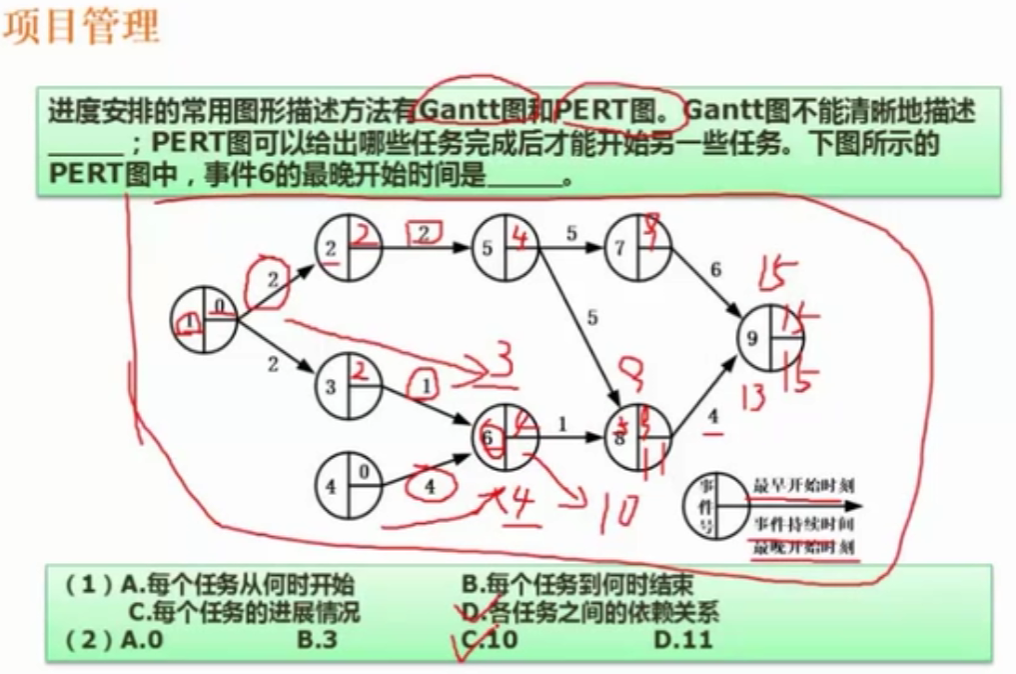 项目管理
进度安排的常用图形描述方法有Gantt图和PERT图。Gantt图不能清晰地描述
______；PERT图可以给出哪些任务完成后才能开始另一些任务。下图所示的
PERT图中，事件6的最晚开始时间是______。
2 2 2 5 4 5 7 9
6 15
1 0 2
5 9 15
15
2 3 2 1 3 9 13
4
6 4 1 8 9
11
4 0 4 4 10
事件号 最早开始时刻
事件持续时间
最晚开始时刻
（1）A.每个任务从何时开始 B.每个任务到何时结束
C.每个任务的进展情况 D.各任务之间的依赖关系
（2）A.0 B.3 C.10 D.11